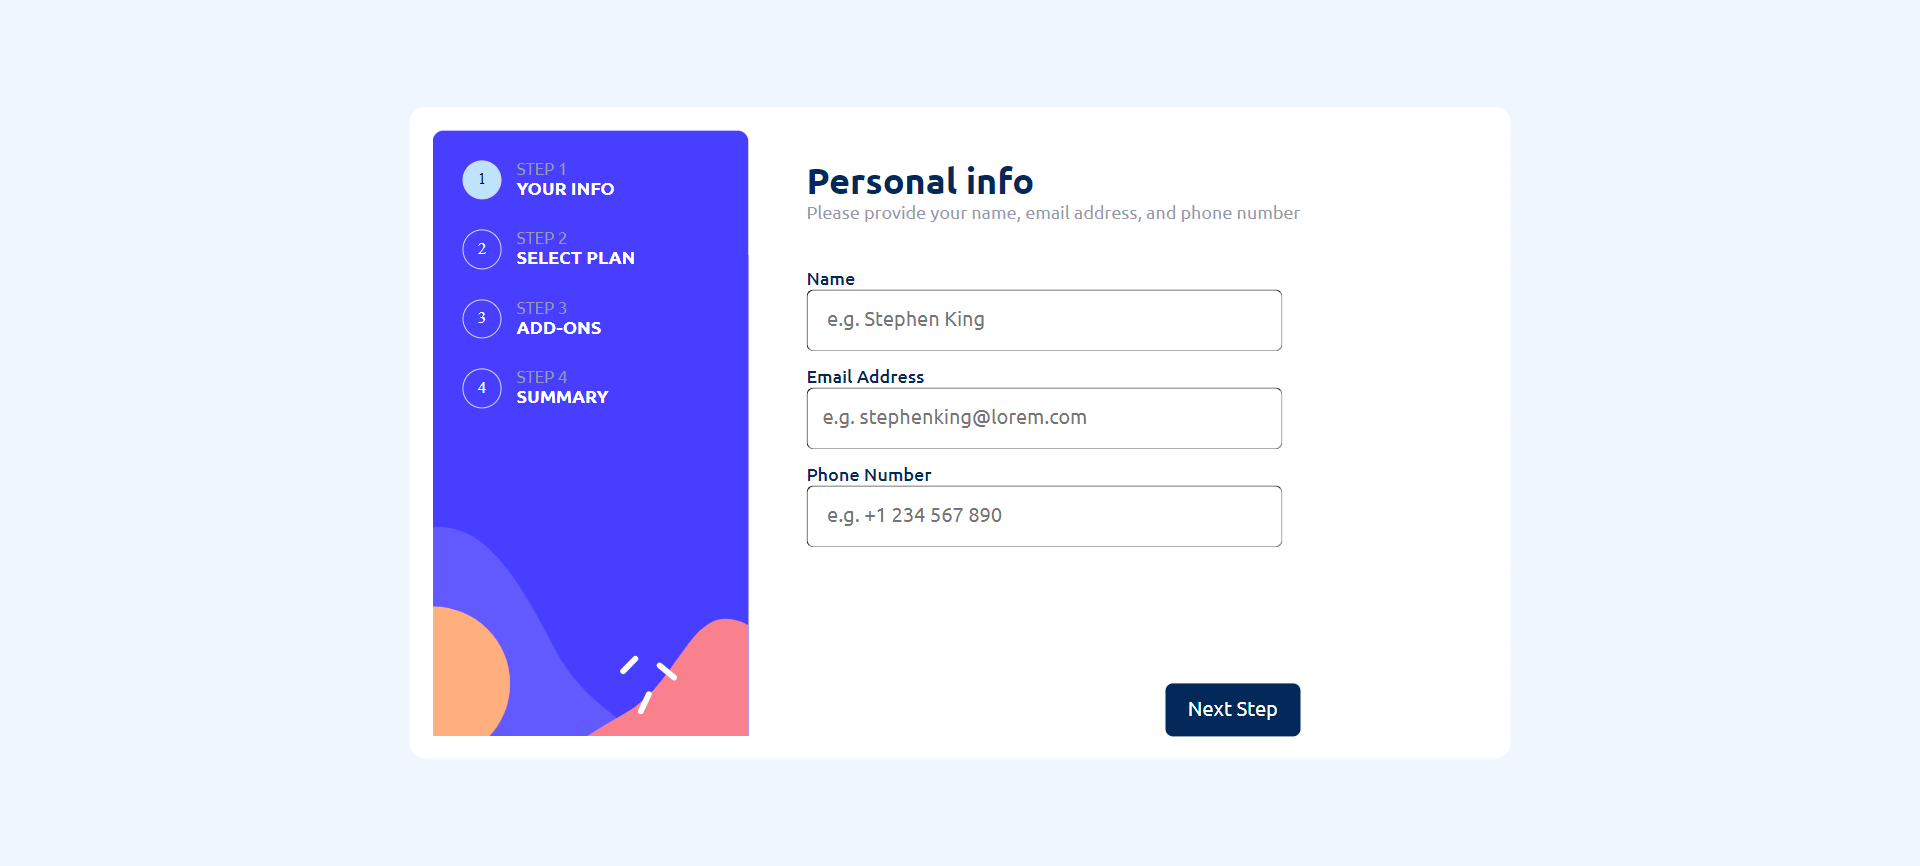 1
STEP 1
YOUR INFO
2
STEP 2
SELECT PLAN
3
STEP 3
ADD-ONS
4
STEP 4
SUMMARY
Personal info
Please provide your name, email address, and phone number
Name
e.g. Stephen King
Email Address
e.g. stephenking@lorem.com
Phone Number
e.g. +1 234 567 890
Next Step